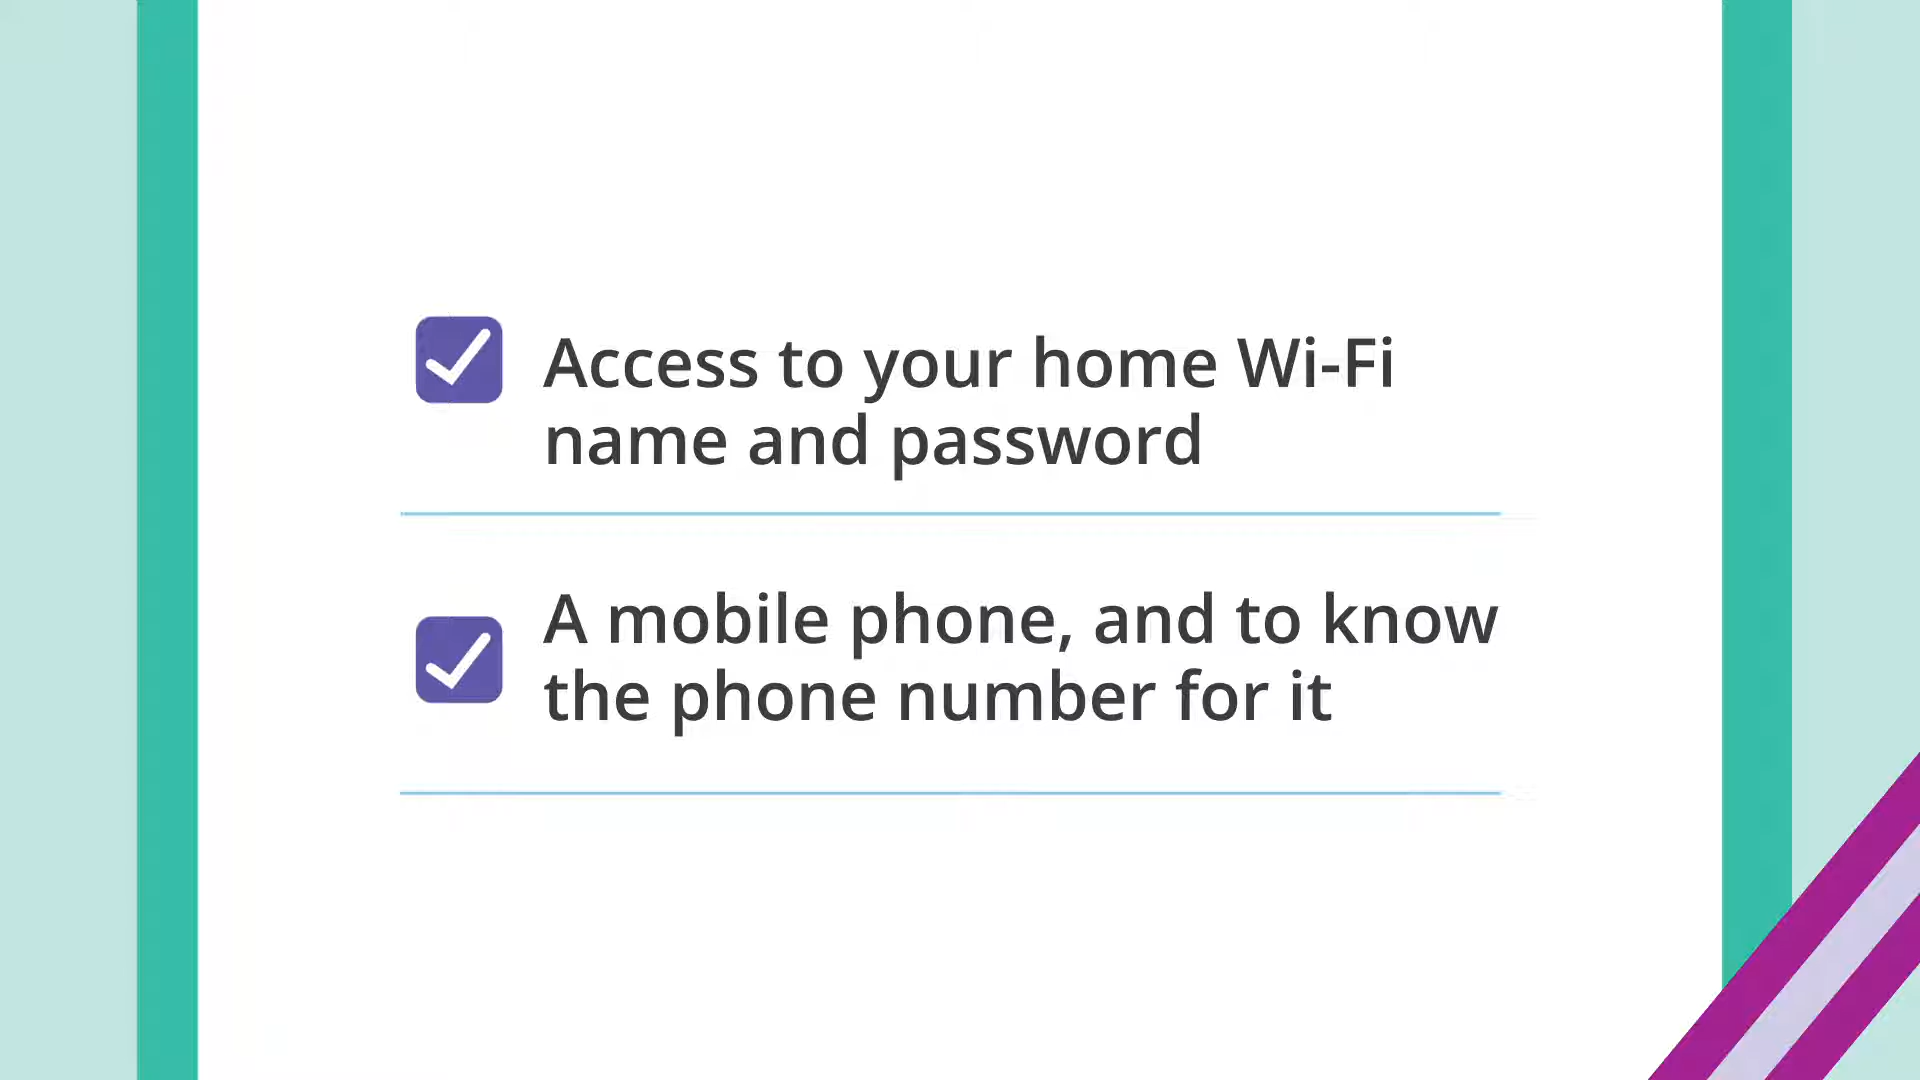 Access to your home Wi-Fi
name and password
A mobile phone, and to know
the phone number for it